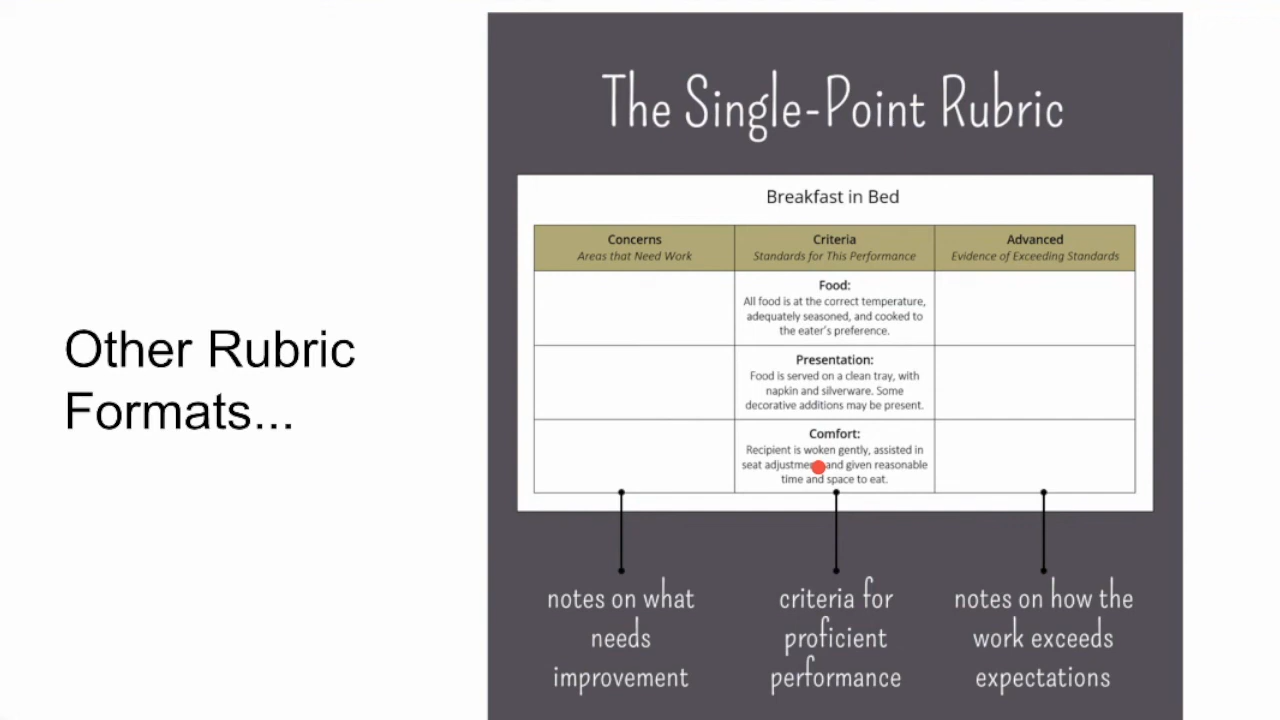 Other Rubric
Formats...
The Single-Point Rubric
Breakfast in Bed
Concerns
Areas that Need Work
Criteria
Standards for This Performance
Advanced
Evidence of Exceeding Standards
Food:
All food is at the correct temperature,
adequately seasoned, and cooked to
the eater's preference.
Presentation:
Food is served on a clean tray, with
napkin and silverware. Some
decorative additions may be present.
Comfort:
Recipient is woken gently, assisted in
seat and given reasonable
time and space to eat.
notes on what
needs
improvement
criteria for
proficient
performance
notes on how the
work exceeds
expectations